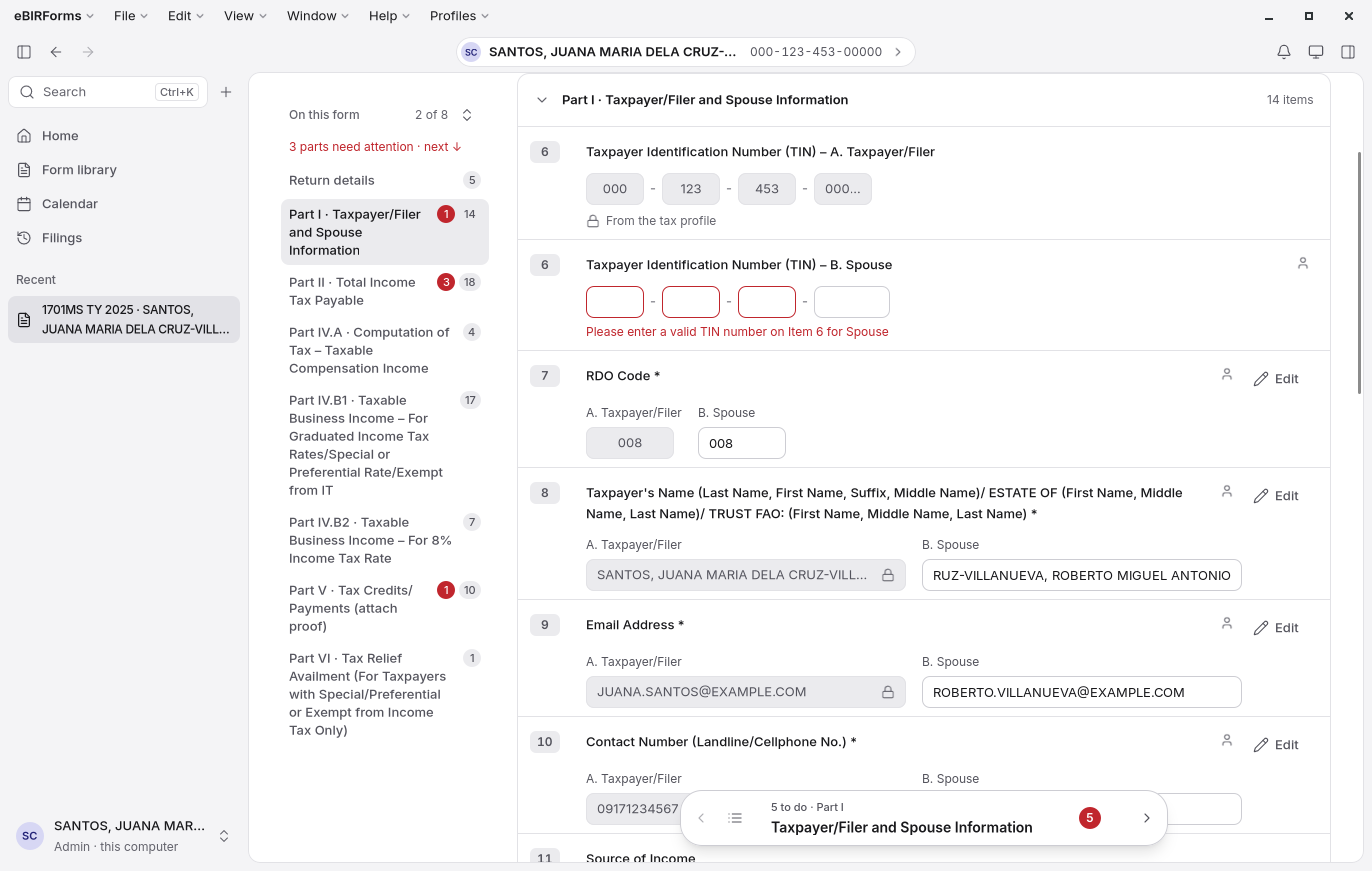 eBIRForms File Edit View Window Help Profiles
SC SANTOS, JUANA MARIA DELA CRUZ-... 000-123-453-00000
Search Ctrl+K
Home
Form library
Calendar
Filings
Recent
1701MS TY 2025 · SANTOS,
JUANA MARIA DELA CRUZ-VILL...
SC SANTOS, JUANA MAR...
Admin · this computer
On this form 2 of 8
3 parts need attention · next ↓
Return details 5
Part I · Taxpayer/Filer 1 14
and Spouse
Information
Part II · Total Income 3 18
Tax Payable
Part IV.A · Computation of 4
Tax – Taxable
Compensation Income
Part IV.B1 · Taxable 17
Business Income – For
Graduated Income Tax
Rates/Special or
Preferential Rate/Exempt
from IT
Part IV.B2 · Taxable 7
Business Income – For 8%
Income Tax Rate
Part V · Tax Credits/ 1 10
Payments (attach
proof)
Part VI · Tax Relief 1
Availment (For Taxpayers
with Special/Preferential
or Exempt from Income
Tax Only)
Part I · Taxpayer/Filer and Spouse Information 14 items
6 Taxpayer Identification Number (TIN) – A. Taxpayer/Filer
000 - 123 - 453 - 000...
From the tax profile
6 Taxpayer Identification Number (TIN) – B. Spouse
- - -
Please enter a valid TIN number on Item 6 for Spouse
7 RDO Code * Edit
A. Taxpayer/Filer B. Spouse
008 008
8 Taxpayer's Name (Last Name, First Name, Suffix, Middle Name)/ ESTATE OF (First Name, Middle Edit
Name, Last Name)/ TRUST FAO: (First Name, Middle Name, Last Name) *
A. Taxpayer/Filer B. Spouse
SANTOS, JUANA MARIA DELA CRUZ-VILL... RUZ-VILLANUEVA, ROBERTO MIGUEL ANTONIO
9 Email Address * Edit
A. Taxpayer/Filer B. Spouse
JUANA.SANTOS@EXAMPLE.COM ROBERTO.VILLANUEVA@EXAMPLE.COM
10 Contact Number (Landline/Cellphone No.) * Edit
A. Taxpayer/Filer B. Spouse
09171234567
5 to do · Part I
Taxpayer/Filer and Spouse Information 5
11 Source of Income